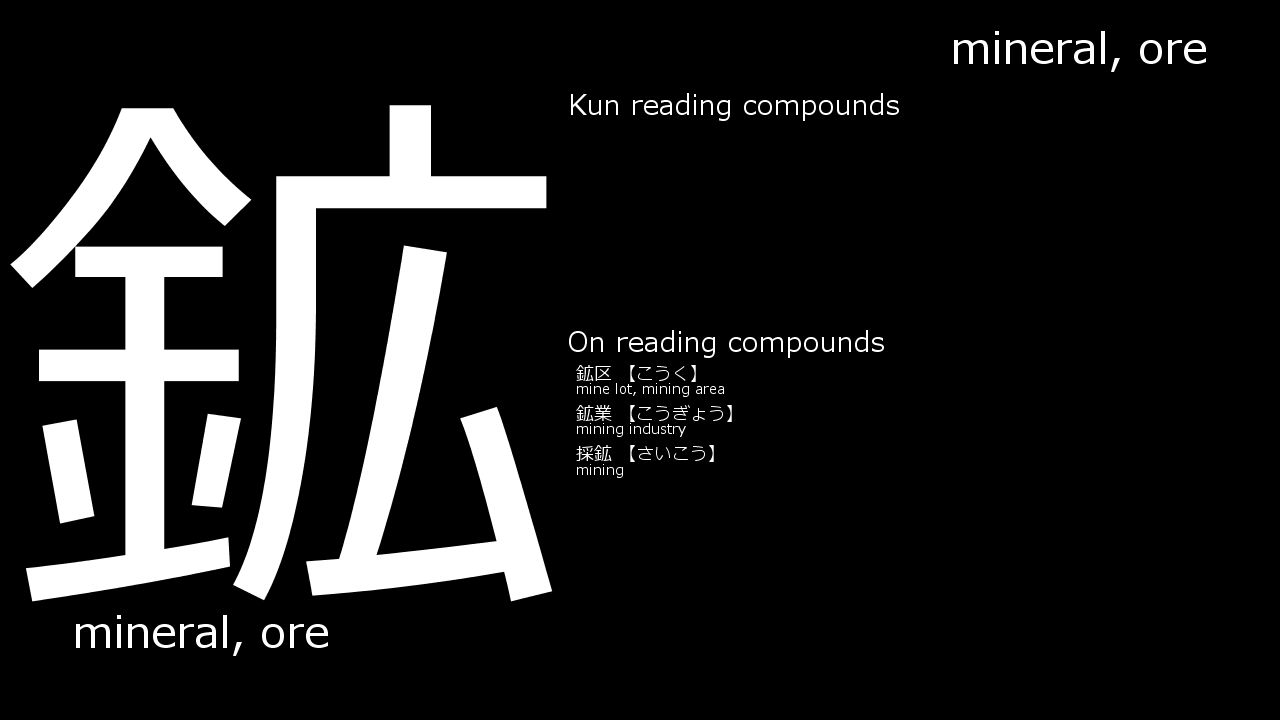 mineral, ore
鉱
Kun reading compounds
On reading compounds
鉱区 【こうく】
mine lot, mining area
鉱業 【こうぎょう】
mining industry
採鉱 【さいこう】
mining
mineral, ore